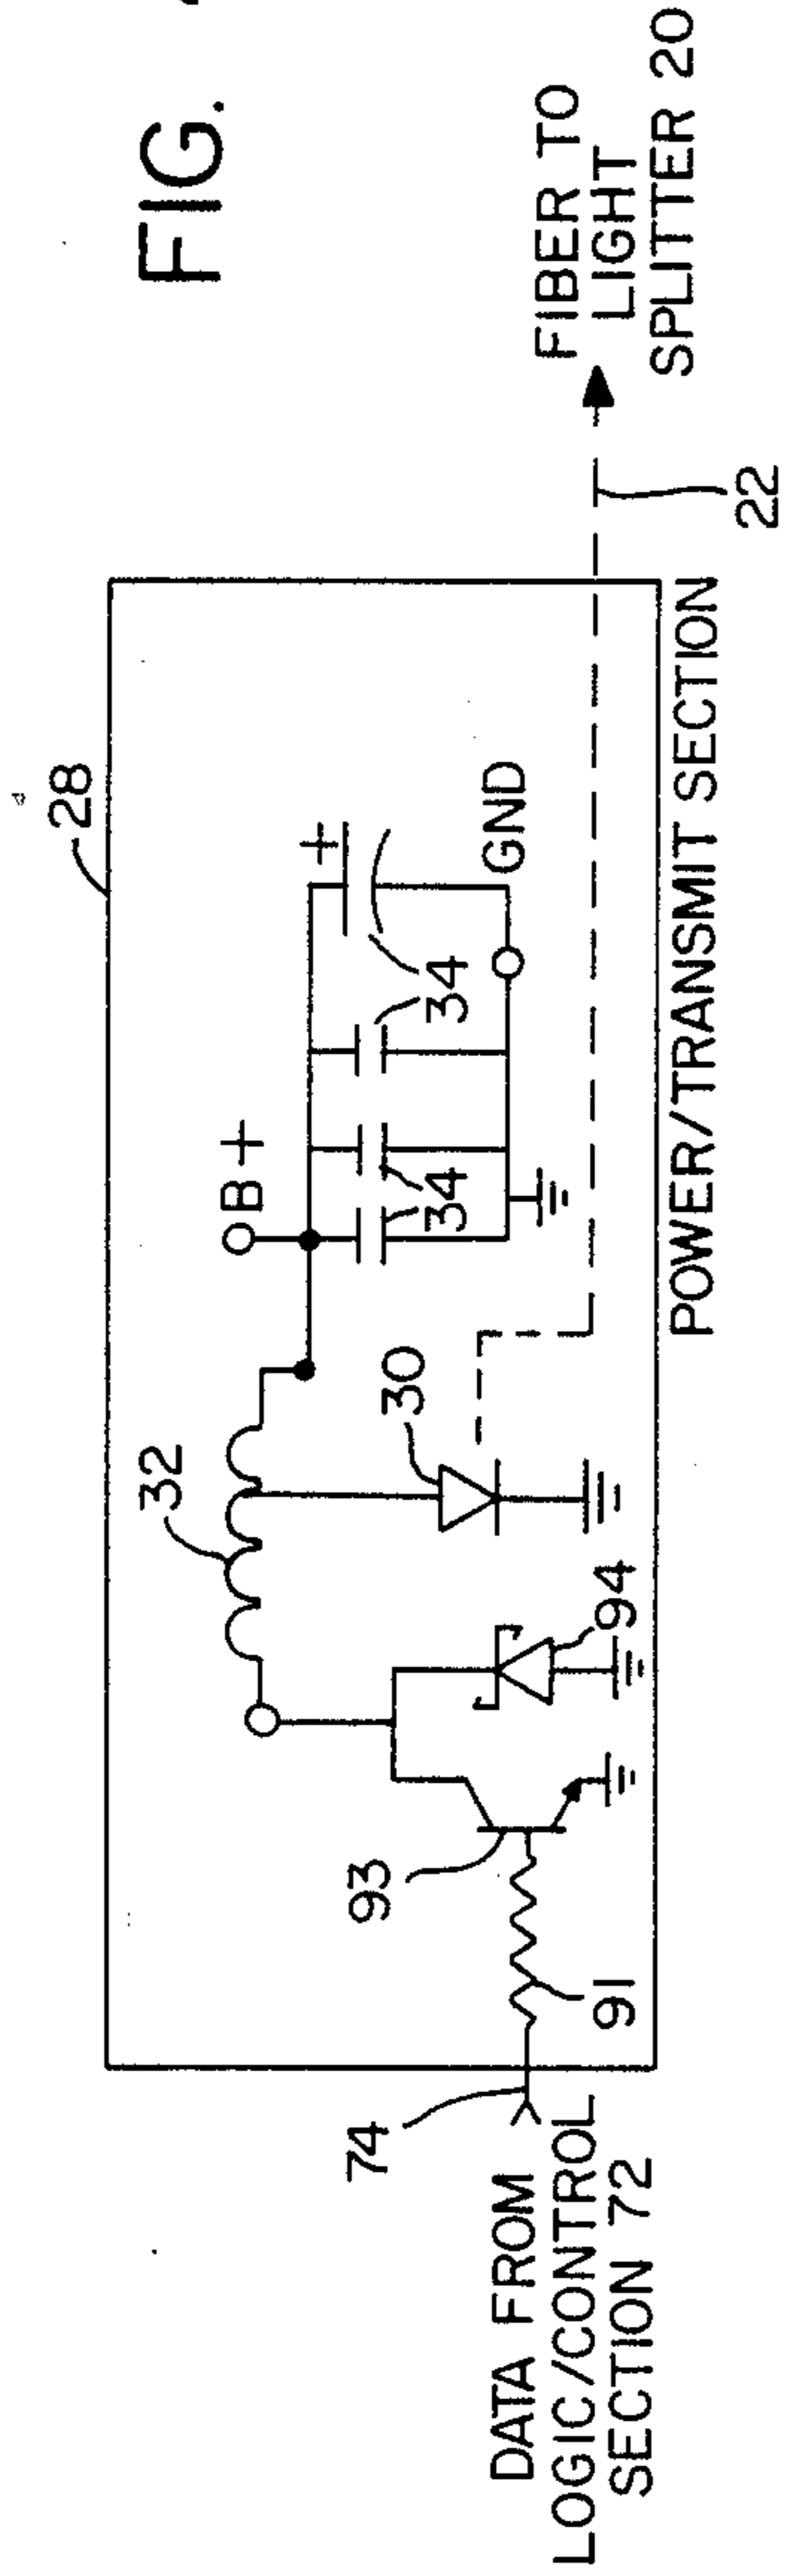 FIG.
28
32
B+
30
+
34
34
GND
93
94
91
74
DATA FROM
LOGIC/CONTROL
SECTION 72
POWER/TRANSMIT SECTION
22
FIBER TO
LIGHT
SPLITTER 20